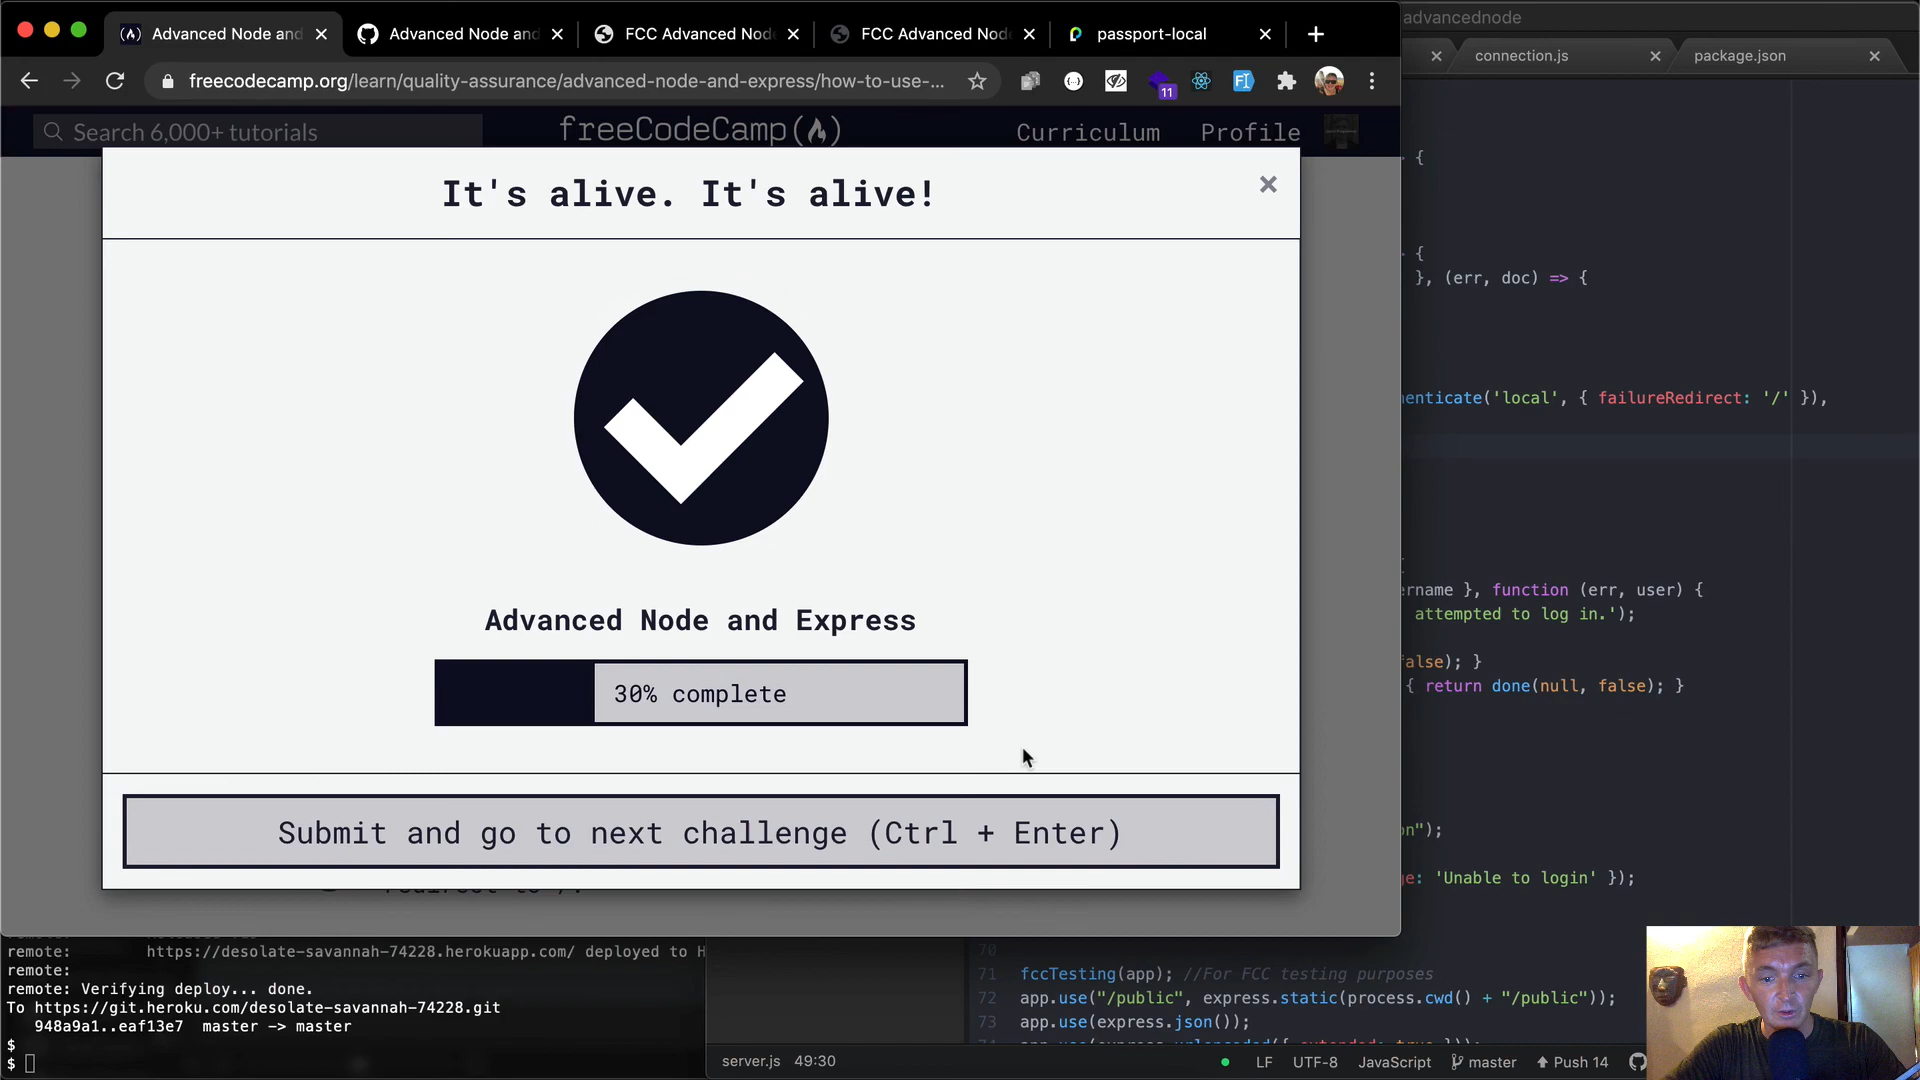 advancednode
Advanced Node and
Advanced Node and
FCC Advanced Node
FCC Advanced Node
passport-local
connection.js
package.json
freecodecamp.org/learn/quality-assurance/advanced-node-and-express/how-to-use-...
11
Search 6,000+ tutorials
freeCodeCamp
Curriculum
Profile
It's alive. It's alive!
Advanced Node and Express
30% complete
Submit and go to next challenge (Ctrl + Enter)
{
{
}, (err, doc) => {
enticate('local', { failureRedirect: '/' }),
ername }, function (err, user) {
attempted to log in.');
alse); }
{ return done(null, false); }
on");
ge: 'Unable to login' });
remote: https://desolate-savannah-74228.herokuapp.com/ deployed to H
remote:
remote: Verifying deploy... done.
To https://git.heroku.com/desolate-savannah-74228.git
948a9a1..eaf13e7 master -> master
$
$
70
71 fccTesting(app); //For FCC testing purposes
72 app.use("/public", express.static(process.cwd() + "/public"));
73 app.use(express.json());
server.js 49:30
LF UTF-8 JavaScript master Push 14